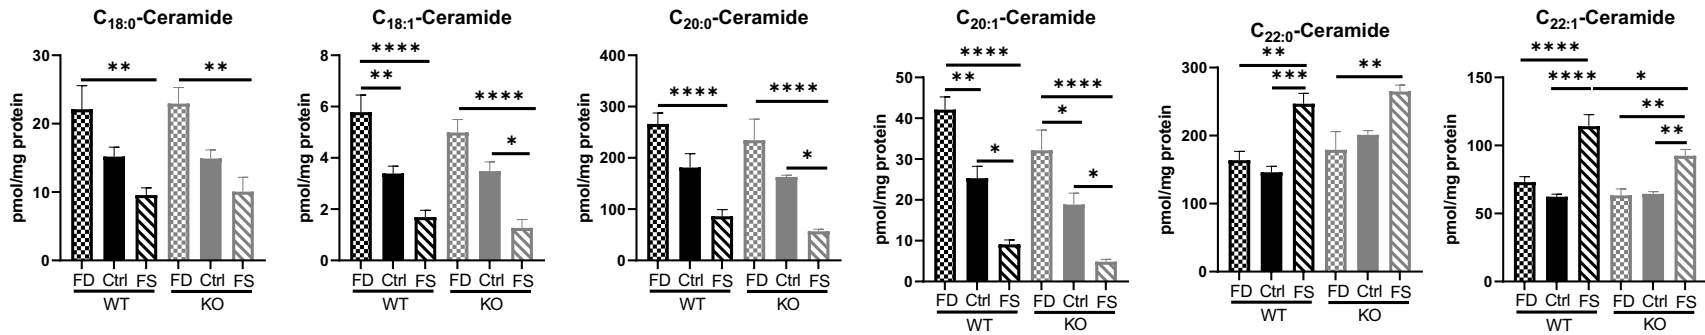 C18:0-Ceramide
**
**
30
20
10
0
pmol/mg protein
FD Ctrl FS FD Ctrl FS
WT KO
C18:1-Ceramide
****
**
****
*
8
6
4
2
0
pmol/mg protein
FD Ctrl FS FD Ctrl FS
WT KO
C20:0-Ceramide
****
****
*
400
300
200
100
0
pmol/mg protein
FD Ctrl FS FD Ctrl FS
WT KO
C20:1-Ceramide
****
**
*
****
*
*
50
40
30
20
10
0
pmol/mg protein
FD Ctrl FS FD Ctrl FS
WT KO
C22:0-Ceramide
**
***
**
300
200
100
0
pmol/mg protein
FD Ctrl FS FD Ctrl FS
WT KO
C22:1-Ceramide
****
****
*
**
**
150
100
50
0
pmol/mg protein
FD Ctrl FS FD Ctrl FS
WT KO